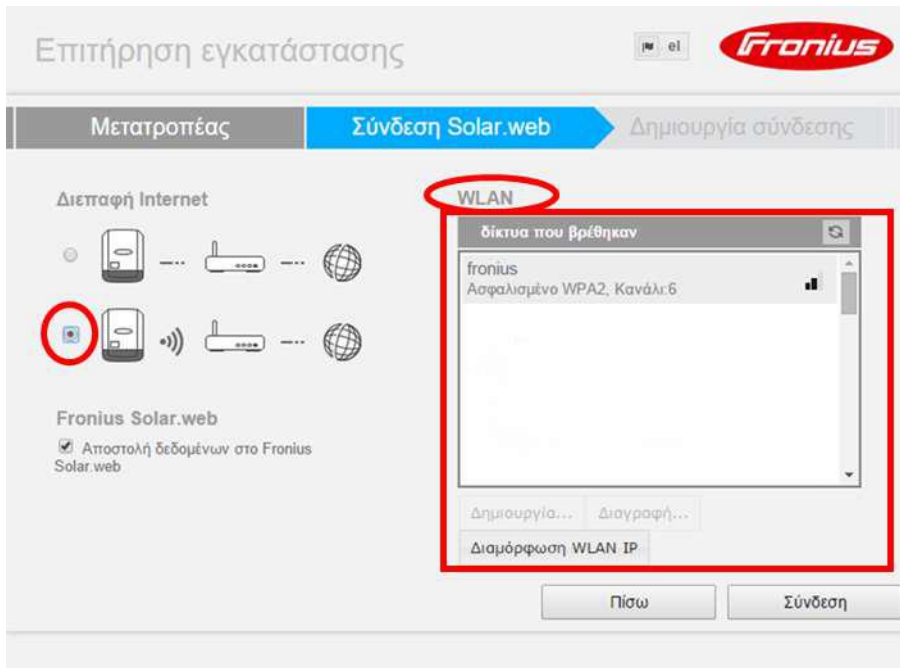 Επιτήρηση εγκατάστασης
el
Fronius
Μετατροπέας
Σύνδεση Solar.web
Δημιουργία σύνδεσης
Διεπαφή Internet
WLAN
δίκτυα που βρέθηκαν
fronius
Ασφαλισμένο WPA2, Κανάλι:6
Fronius Solar.web
Αποστολή δεδομένων στο Fronius
Solar.web
Δημιουργία...
Διαγραφή...
Διαμόρφωση WLAN IP
Πίσω
Σύνδεση